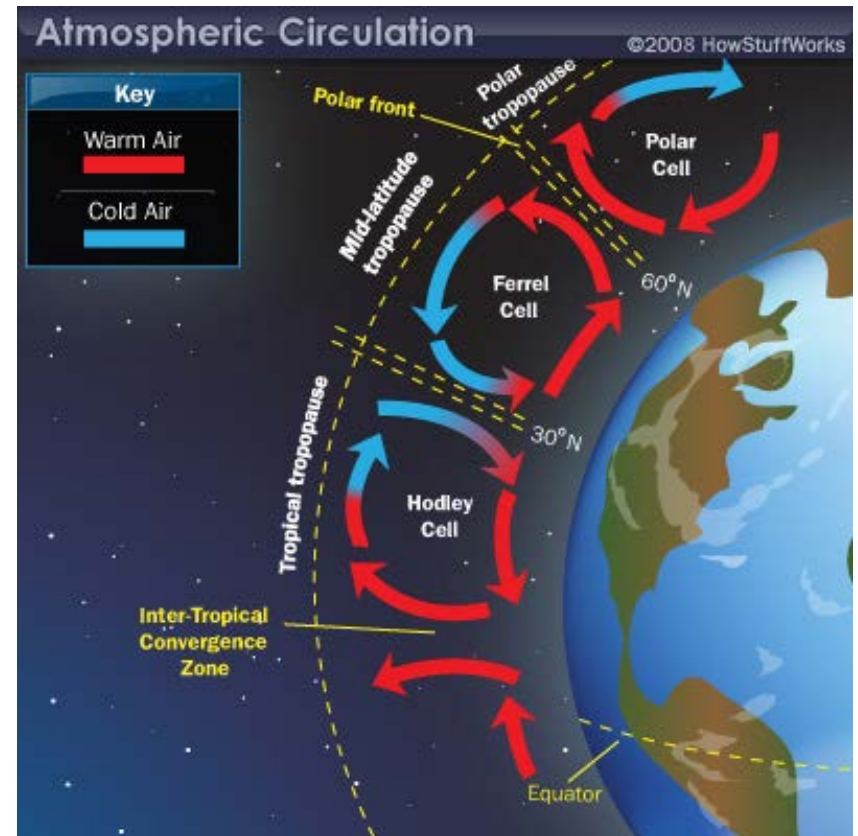 Atmospheric Circulation
©2008 HowStuffWorks
Key
Warm Air
Cold Air
Polar front
Polar
tropopause
Polar
Cell
Mid-latitude
tropopause
Ferrel
Cell
60°N
30°N
Tropical tropopause
Hodley
Cell
Inter-Tropical
Convergence
Zone
Equator